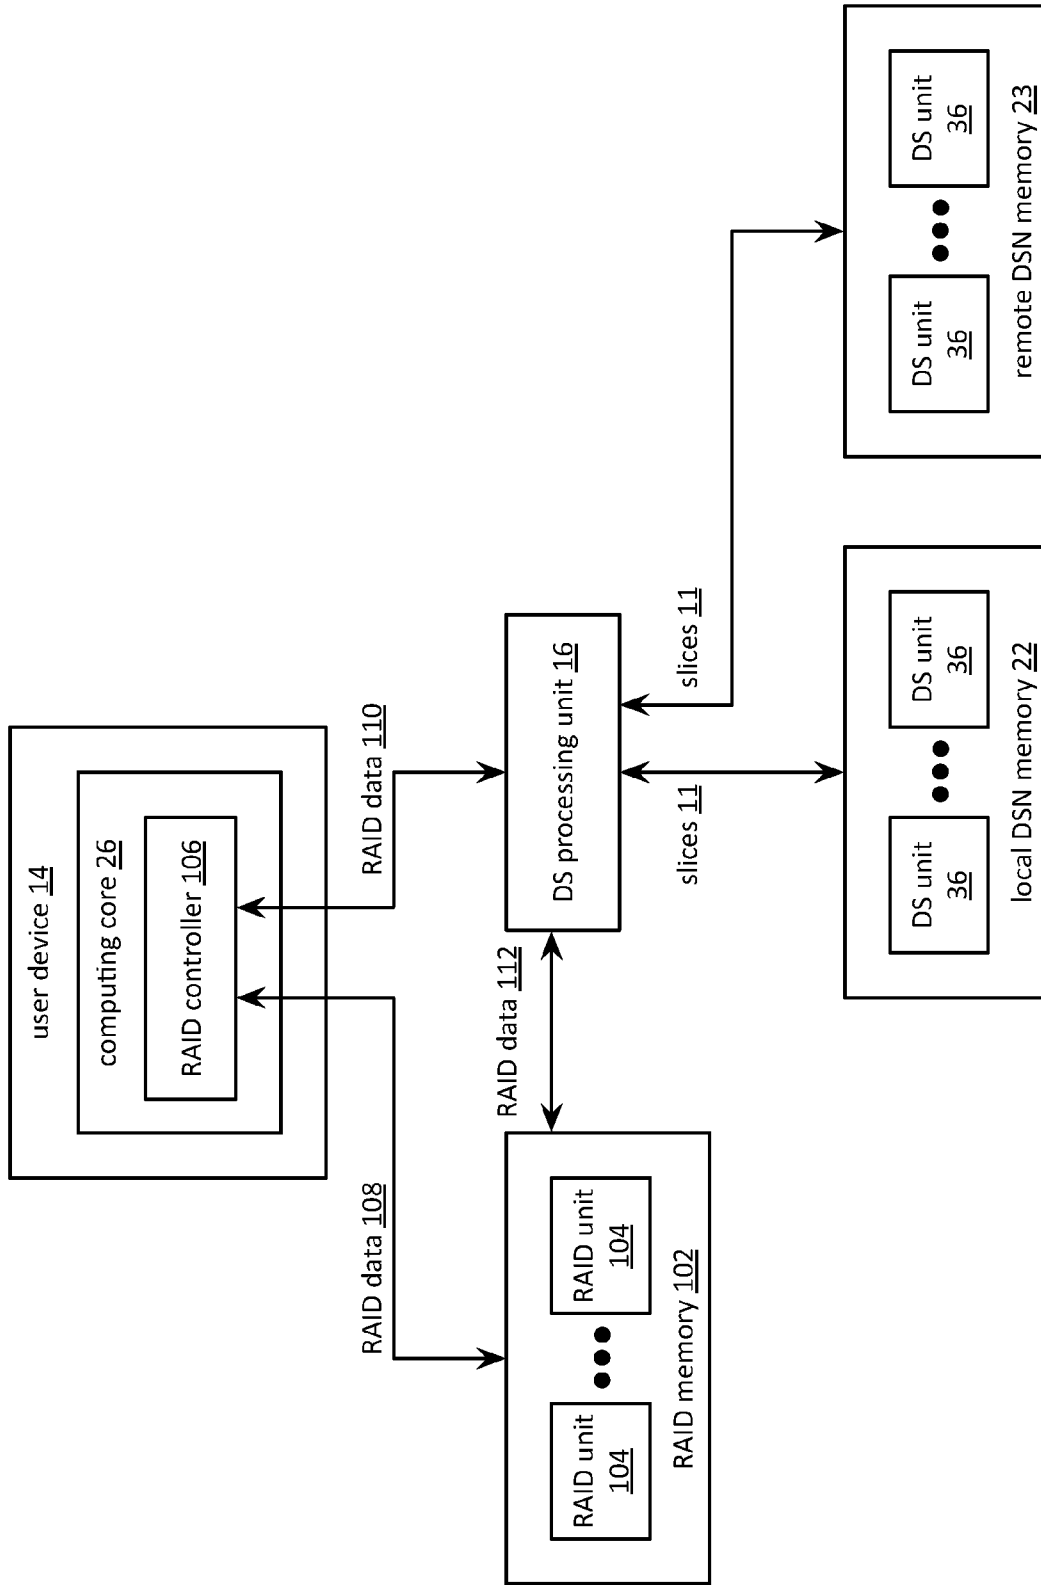 user device 14
computing core 26
RAID controller 106
RAID data 108
RAID data 110
RAID unit
104
RAID unit
104
RAID memory 102
RAID data 112
DS processing unit 16
slices 11
slices 11
DS unit
36
DS unit
36
local DSN memory 22
DS unit
36
DS unit
36
remote DSN memory 23